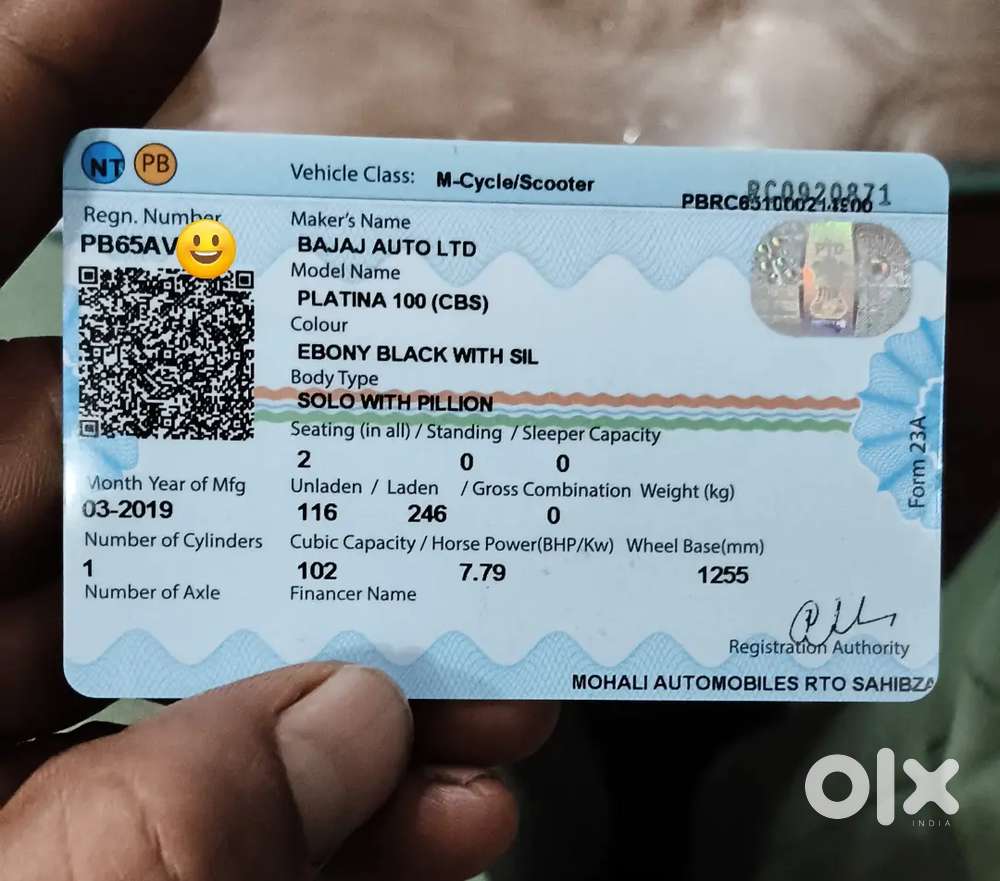 NT PB
Vehicle Class: M-Cycle/Scooter
RC0920871
Regn. Number
PB65AV
Maker's Name
BAJAJ AUTO LTD
Model Name
PLATINA 100 (CBS)
Colour
EBONY BLACK WITH SIL
Body Type
SOLO WITH PILLION
Seating (in all) / Standing / Sleeper Capacity
2 0 0
Month Year of Mfg
03-2019
Unladen / Laden / Gross Combination Weight (kg)
116 246 0
Number of Cylinders
1
Cubic Capacity / Horse Power(BHP/Kw) Wheel Base(mm)
102 7.79 1255
Number of Axle
Financer Name
Form 23A
Registration Authority
MOHALI AUTOMOBILES RTO SAHIBZA
olx
INDIA